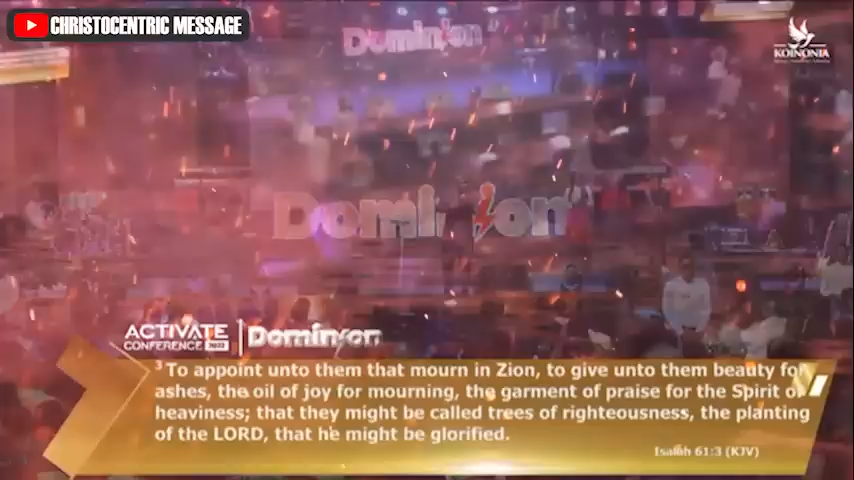 CHRISTOCENTRIC MESSAGE
Dominion
KOINONIA
Dominion
ACTIVATE
CONFERENCE
Dominion
3 To appoint unto them that mourn in Zion, to give unto them beauty for
ashes, the oil of joy for mourning, the garment of praise for the Spirit of
heaviness; that they might be called trees of righteousness, the planting
of the LORD, that he might be glorified.
Isaiah 61:3 (KJV)